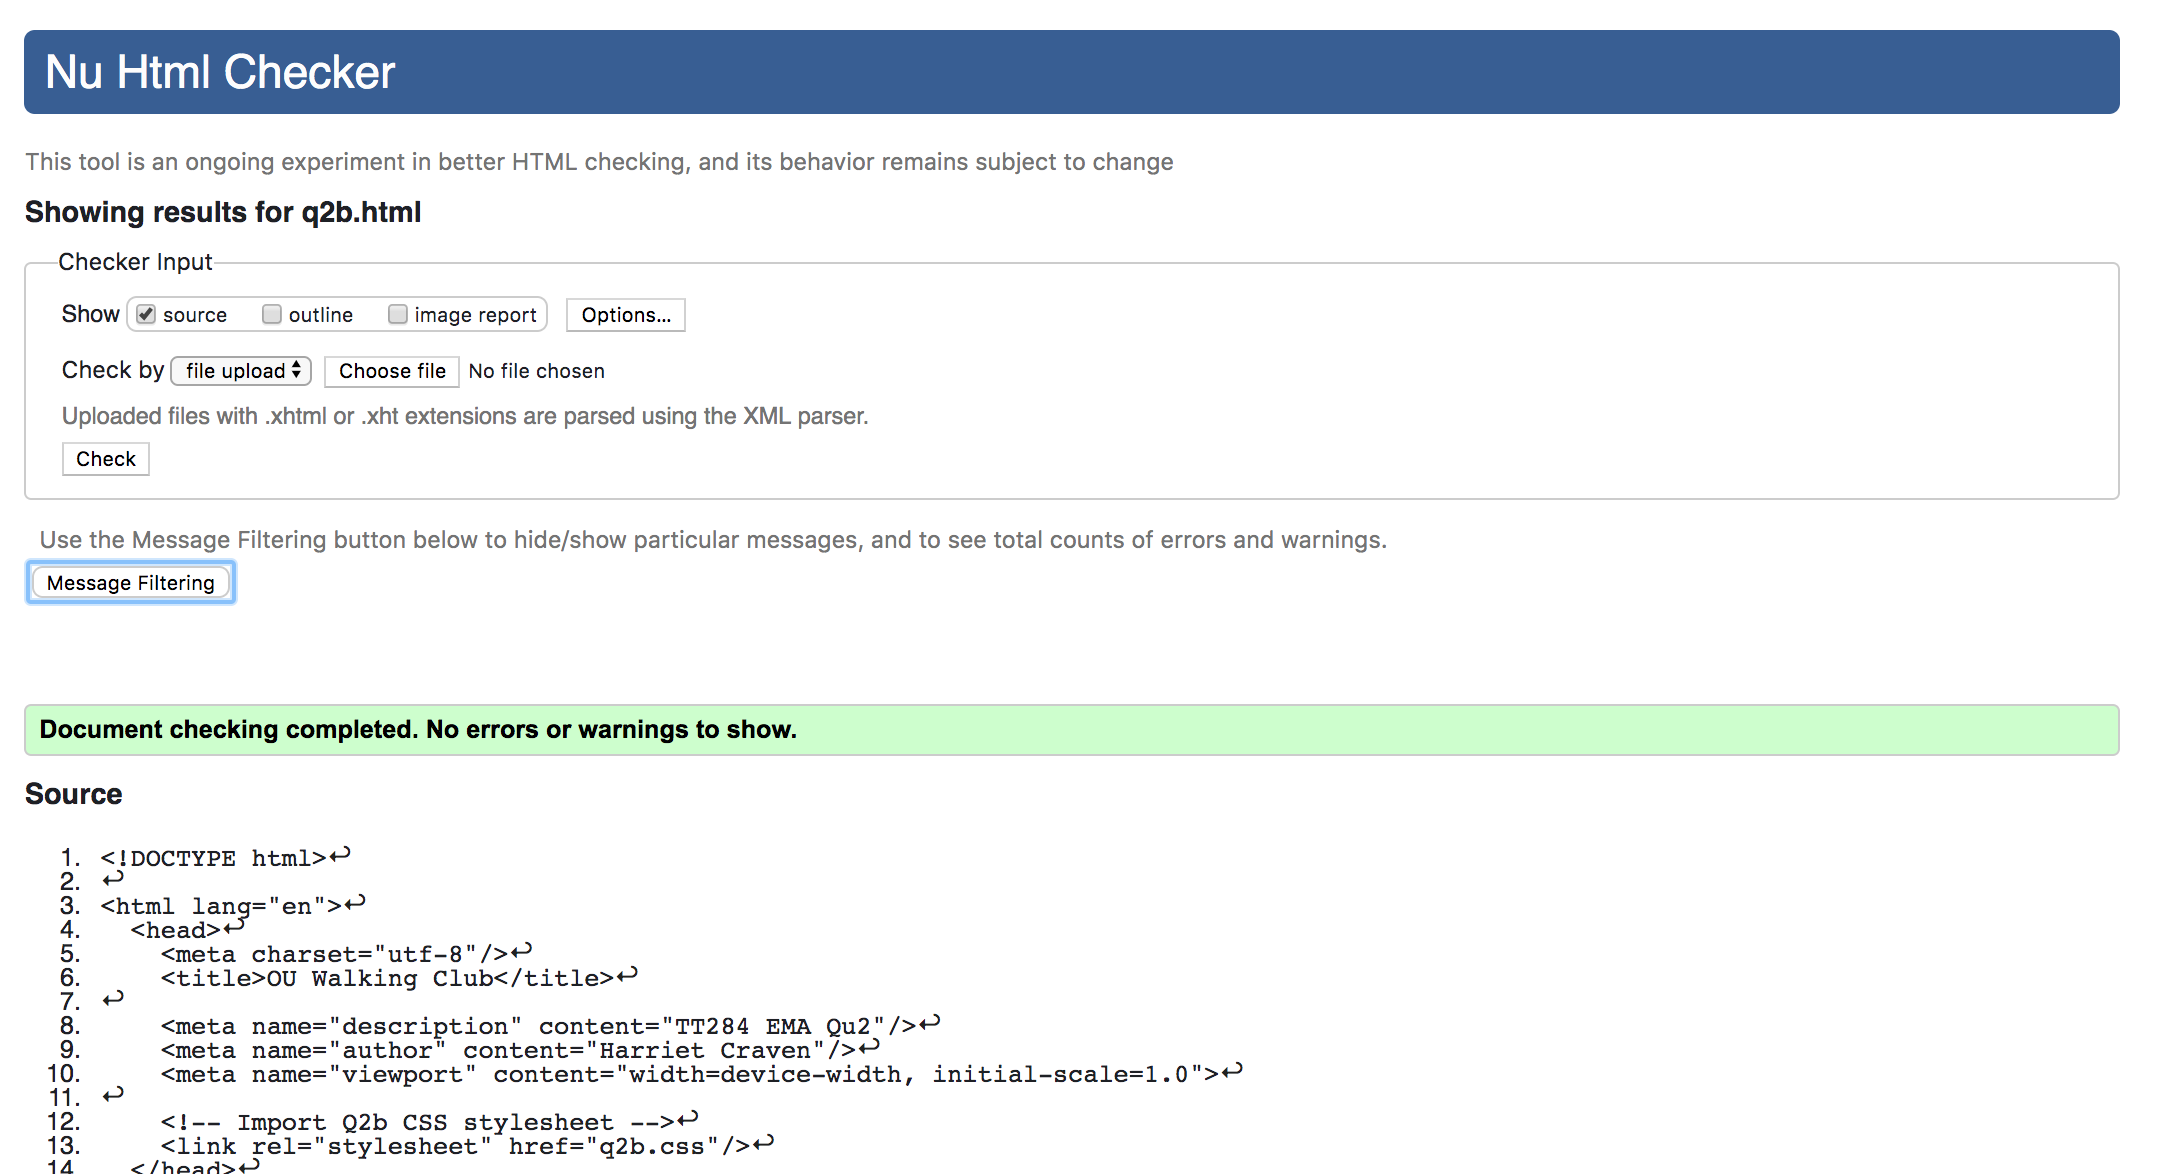 Nu Html Checker
This tool is an ongoing experiment in better HTML checking, and its behavior remains subject to change
Showing results for q2b.html
Checker Input
Show source outline image report Options...
Check by file upload Choose file No file chosen
Uploaded files with .xhtml or .xht extensions are parsed using the XML parser.
Check
Use the Message Filtering button below to hide/show particular messages, and to see total counts of errors and warnings.
Message Filtering
Document checking completed. No errors or warnings to show.
Source
1. <!DOCTYPE html>↩
2. ↩
3. <html lang="en">↩
4.   <head>↩
5.     <meta charset="utf-8"/>↩
6.     <title>OU Walking Club</title>↩
7. ↩
8.     <meta name="description" content="TT284 EMA Qu2"/>↩
9.     <meta name="author" content="Harriet Craven"/>↩
10.     <meta name="viewport" content="width=device-width, initial-scale=1.0">↩
11. ↩
12.     <!-- Import Q2b CSS stylesheet -->↩
13.     <link rel="stylesheet" href="q2b.css"/>↩
14.   </head>↩